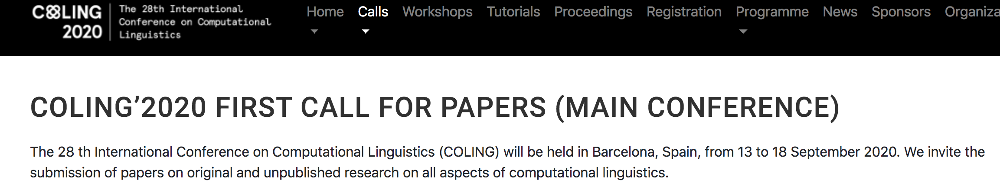 COLING
2020
The 28th International
Conference on Computational
Linguistics
Home Calls Workshops Tutorials Proceedings Registration Programme News Sponsors Organiza
COLING’2020 FIRST CALL FOR PAPERS (MAIN CONFERENCE)
The 28 th International Conference on Computational Linguistics (COLING) will be held in Barcelona, Spain, from 13 to 18 September 2020. We invite the
submission of papers on original and unpublished research on all aspects of computational linguistics.